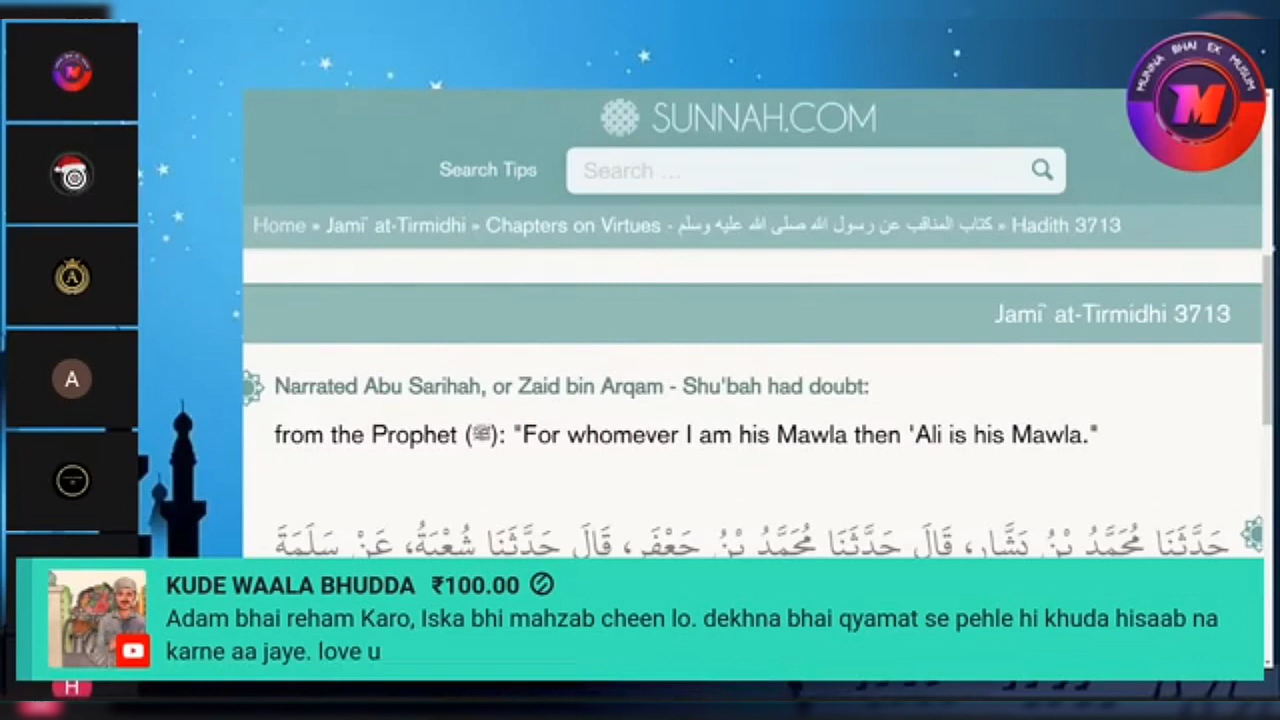 MUNNA BHAI EX MUSLIM
M
SUNNAH.COM
Search Tips
Search ...
Home » Jami` at-Tirmidhi » Chapters on Virtues - كتاب المناقب عن رسول الله صلى الله عليه وسلم » Hadith 3713
Jami` at-Tirmidhi 3713
Narrated Abu Sarihah, or Zaid bin Arqam - Shu'bah had doubt:
from the Prophet (ﷺ): "For whomever I am his Mawla then 'Ali is his Mawla."
حَدَّثَنَا مُحَمَّدُ بْنُ بَشَّارٍ، قَالَ حَدَّثَنَا مُحَمَّدُ بْنُ جَعْفَرٍ، قَالَ حَدَّثَنَا شُعْبَةُ، عَنْ سَلَمَةَ
M
A
A
H
KUDE WAALA BHUDDA ₹100.00
Adam bhai reham Karo, Iska bhi mahzab cheen lo. dekhna bhai qyamat se pehle hi khuda hisaab na
karne aa jaye. love u